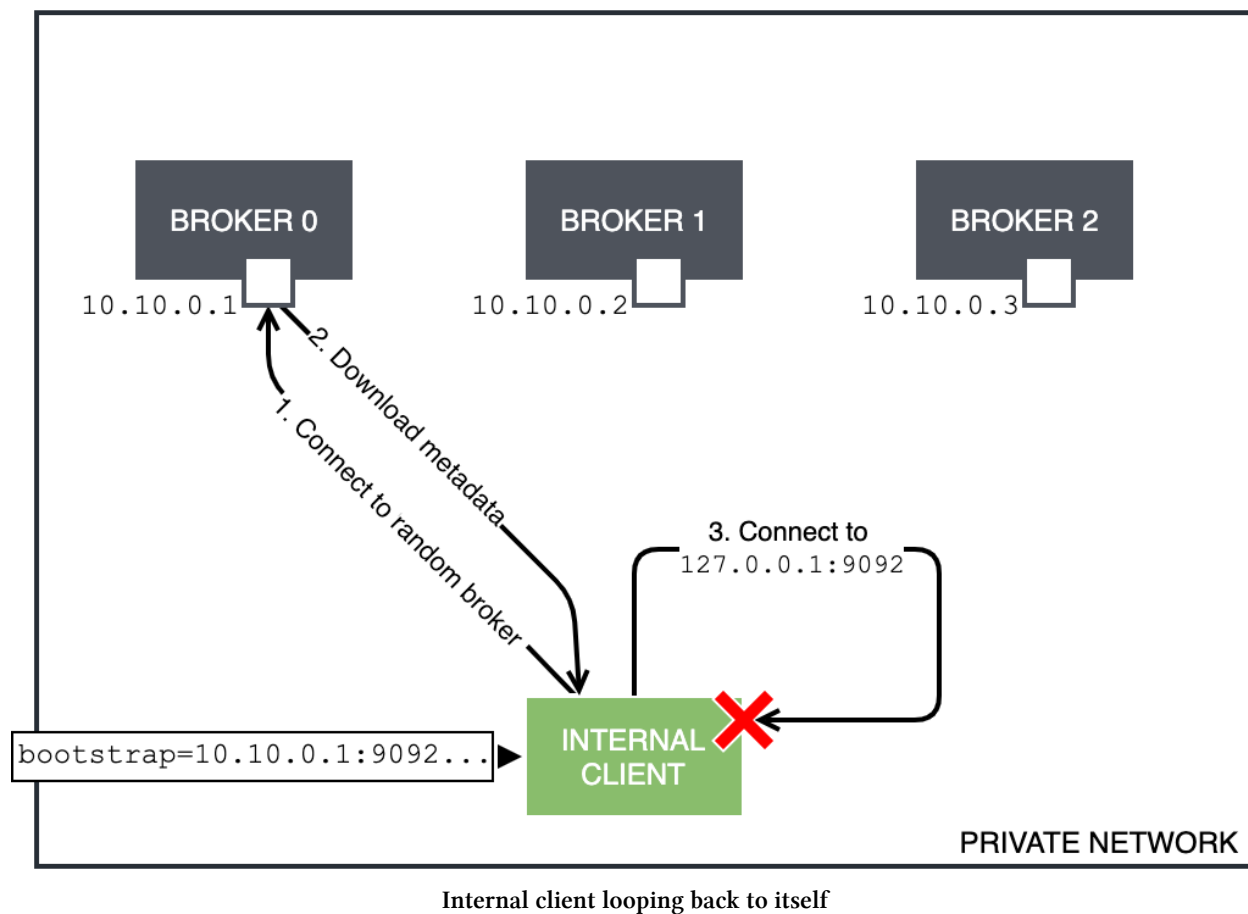 BROKER 0
BROKER 1
BROKER 2
10.10.0.1
10.10.0.2
10.10.0.3
2. Download metadata
1. Connect to random broker
3. Connect to
127.0.0.1:9092
bootstrap=10.10.0.1:9092...
INTERNAL
CLIENT
PRIVATE NETWORK
Internal client looping back to itself